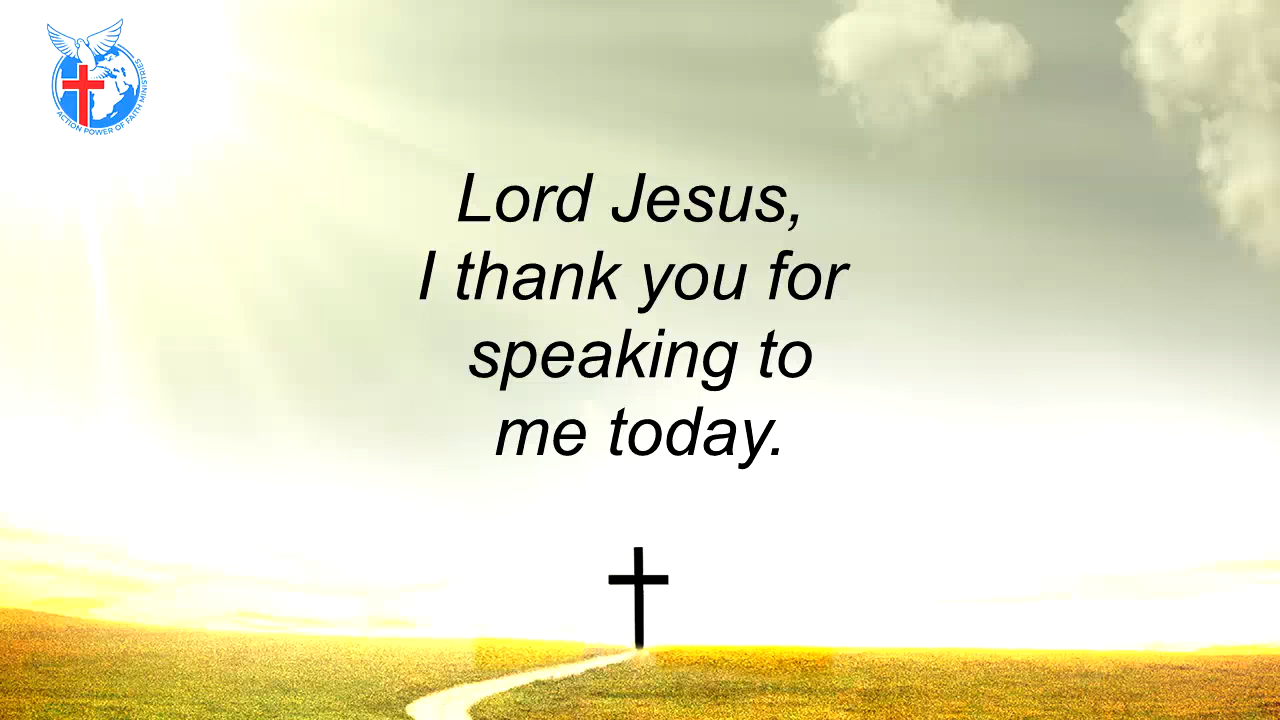 ACTION POWER OF FAITH MINISTRIES
Lord Jesus,
I thank you for
speaking to
me today.